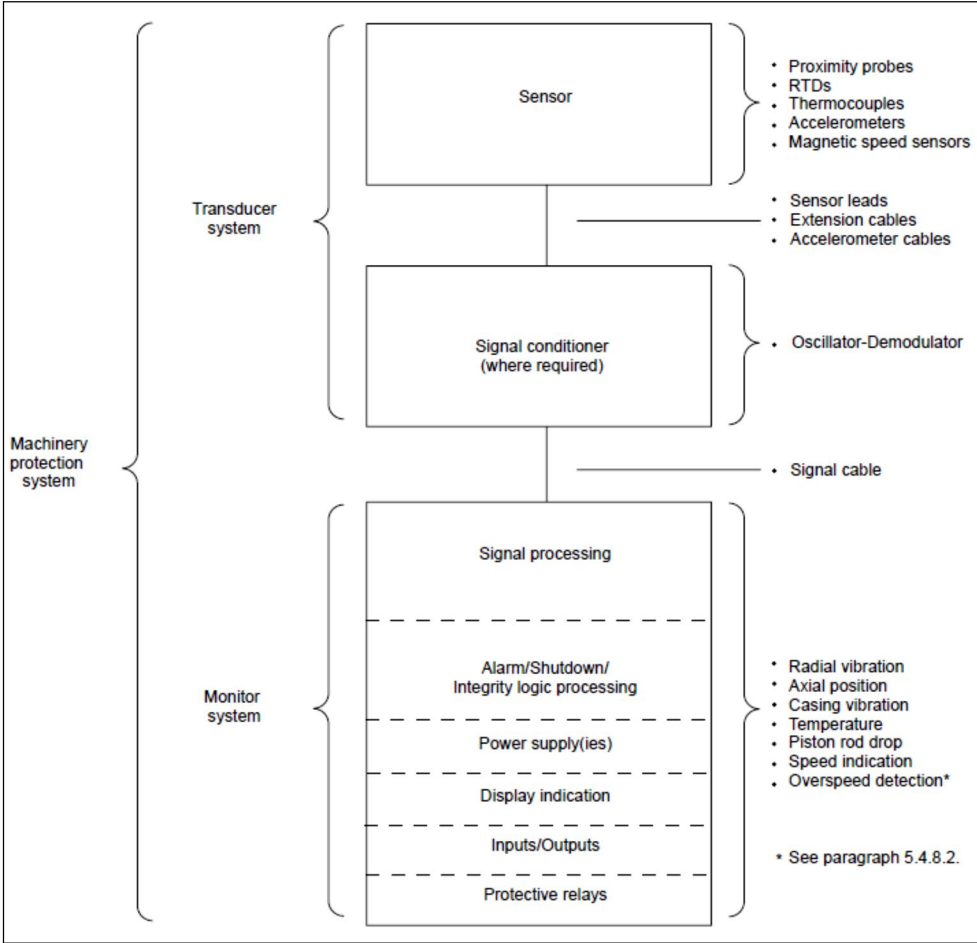 Sensor
• Proximity probes
• RTDs
• Thermocouples
• Accelerometers
• Magnetic speed sensors
Transducer
system
• Sensor leads
• Extension cables
• Accelerometer cables
Signal conditioner
(where required)
• Oscillator-Demodulator
Machinery
protection
system
• Signal cable
Signal processing
Alarm/Shutdown/
Integrity logic processing
Monitor
system
Power supply(ies)
Display indication
Inputs/Outputs
Protective relays
• Radial vibration
• Axial position
• Casing vibration
• Temperature
• Piston rod drop
• Speed indication
• Overspeed detection*
* See paragraph 5.4.8.2.